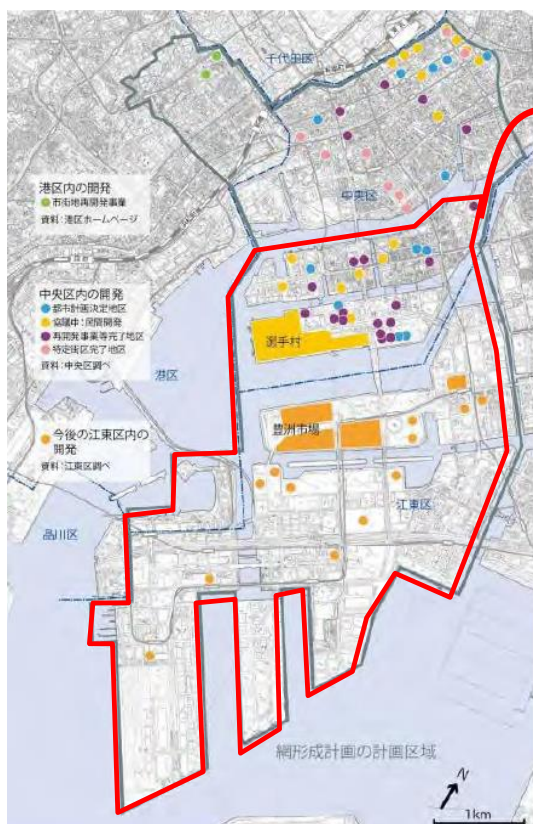 千代田区
港区内の開発
市街地再開発事業
資料：港区ホームページ
中央区
中央区内の開発
都市計画決定地区
協議中：民間開発
再開発事業等完了地区
特定街区完了地区
資料：中央区調べ
選手村
港区
豊洲市場
今後の江東区内の
開発
資料：江東区調べ
江東区
品川区
網形成計画の計画区域
N
1km